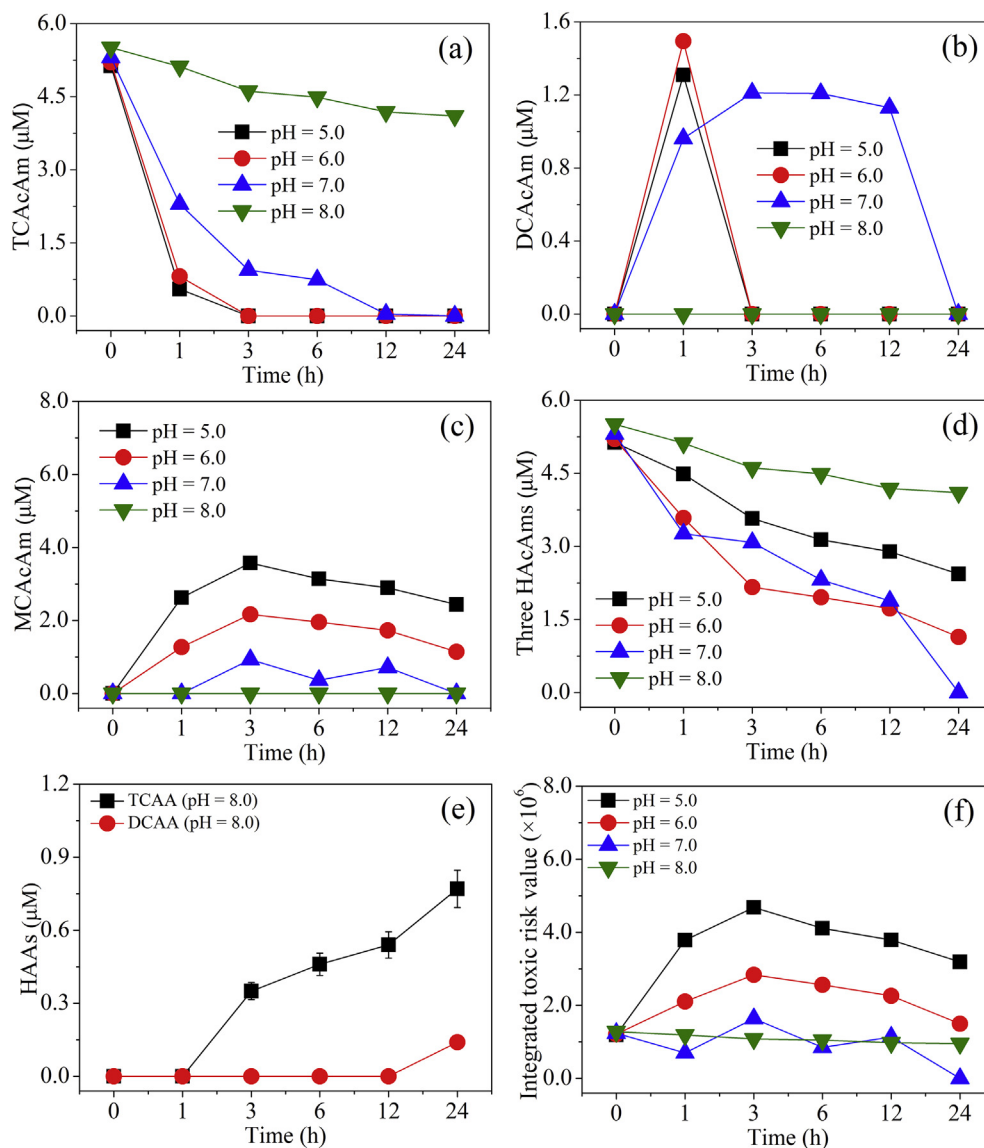 (a)
TCAcAm (μM)
6.0
4.5
3.0
1.5
0.0
pH = 5.0
pH = 6.0
pH = 7.0
pH = 8.0
0 1 3 6 12 24
Time (h)
(b)
DCAcAm (μM)
1.6
1.2
0.8
0.4
0.0
pH = 5.0
pH = 6.0
pH = 7.0
pH = 8.0
0 1 3 6 12 24
Time (h)
(c)
MCAcAm (μM)
8.0
6.0
4.0
2.0
0.0
pH = 5.0
pH = 6.0
pH = 7.0
pH = 8.0
0 1 3 6 12 24
Time (h)
(d)
Three HAcAms (μM)
6.0
4.5
3.0
1.5
0.0
pH = 5.0
pH = 6.0
pH = 7.0
pH = 8.0
0 1 3 6 12 24
Time (h)
(e)
HAAs (μM)
1.2
0.9
0.6
0.3
0.0
TCAA (pH = 8.0)
DCAA (pH = 8.0)
0 1 3 6 12 24
Time (h)
(f)
Integrated toxic risk value (×10⁶)
8.0
6.0
4.0
2.0
0.0
pH = 5.0
pH = 6.0
pH = 7.0
pH = 8.0
0 1 3 6 12 24
Time (h)